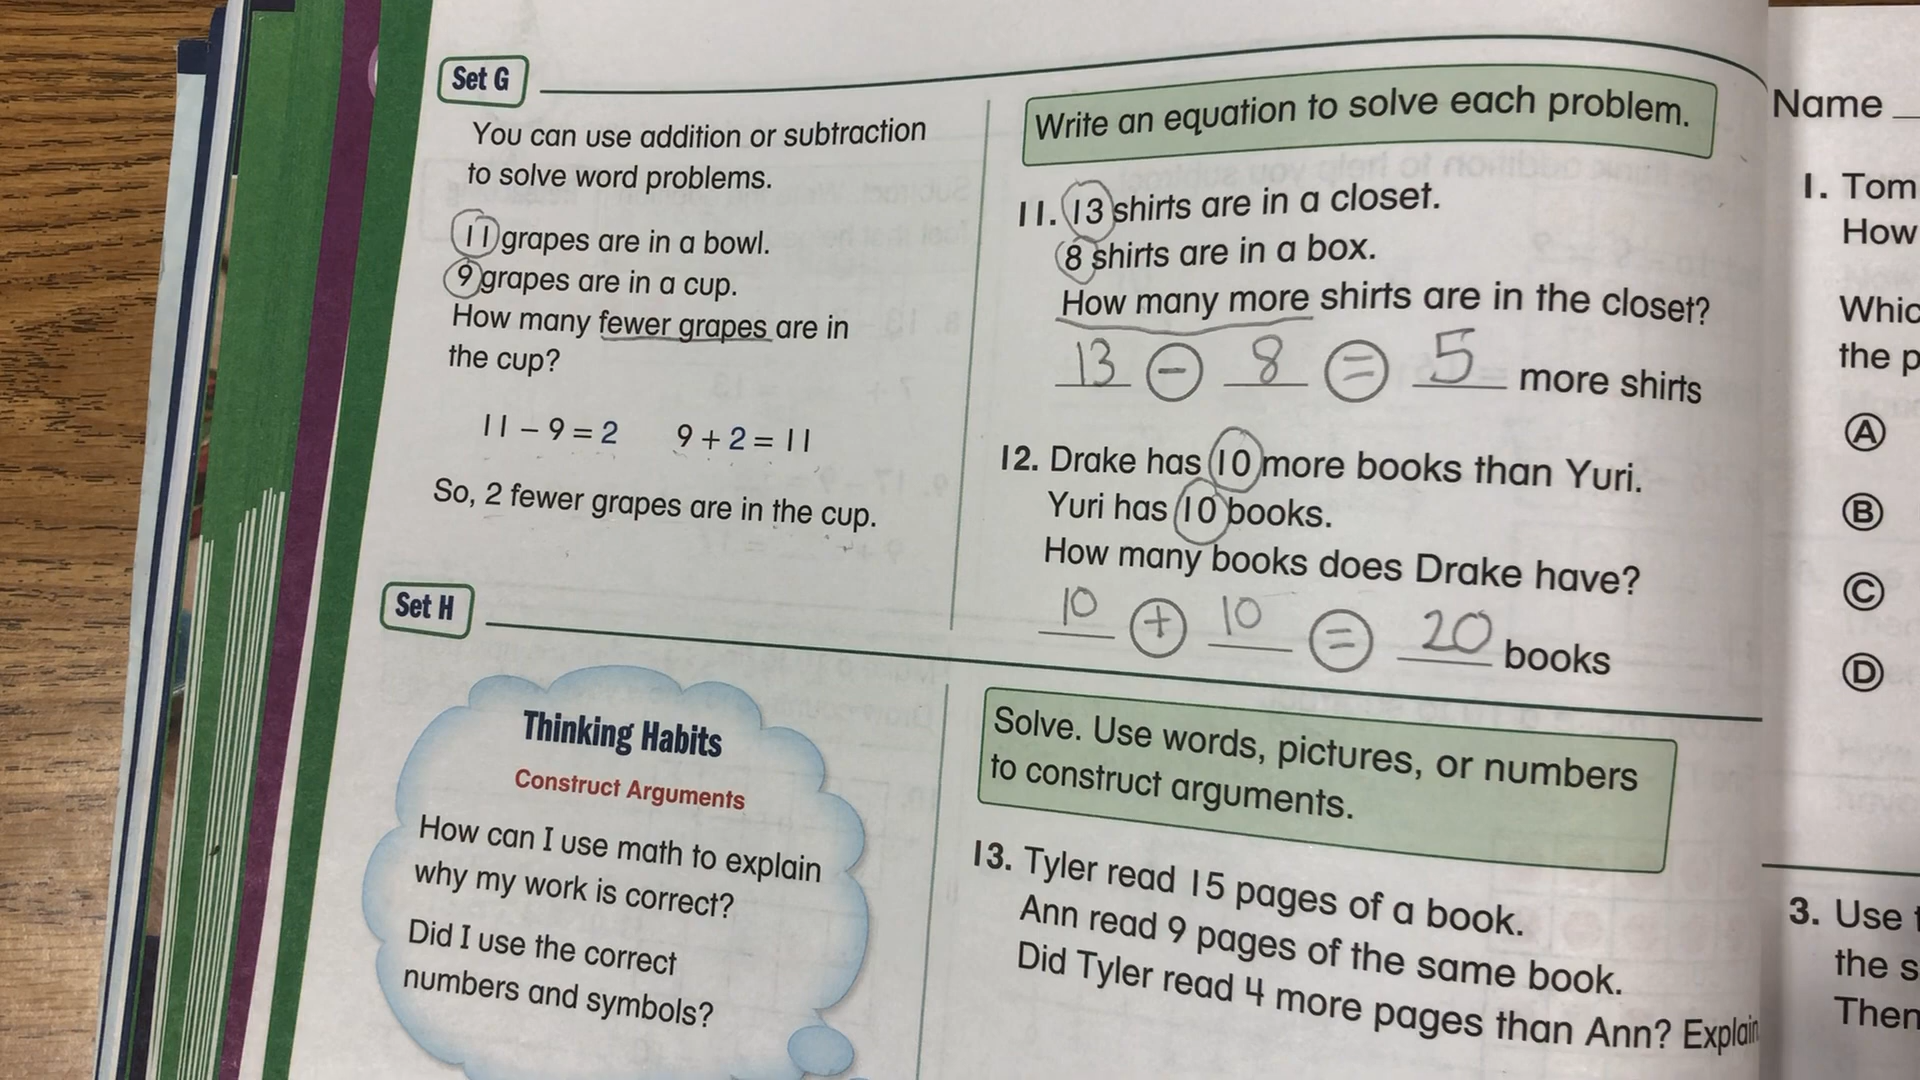 Set G
You can use addition or subtraction
to solve word problems.
11 grapes are in a bowl.
9 grapes are in a cup.
How many fewer grapes are in
the cup?
11 – 9 = 2 9 + 2 = 11
So, 2 fewer grapes are in the cup.
Write an equation to solve each problem.
11. 13 shirts are in a closet.
8 shirts are in a box.
How many more shirts are in the closet?
13 − 8 = 5 more shirts
12. Drake has 10 more books than Yuri.
Yuri has 10 books.
How many books does Drake have?
10 + 10 = 20 books
Set H
Thinking Habits
Construct Arguments
How can I use math to explain
why my work is correct?
Did I use the correct
numbers and symbols?
Solve. Use words, pictures, or numbers
to construct arguments.
13. Tyler read 15 pages of a book.
Ann read 9 pages of the same book.
Did Tyler read 4 more pages than Ann? Explain
Name
1. Tom
How
Whic
the p
A
B
C
D
3. Use
the s
Then